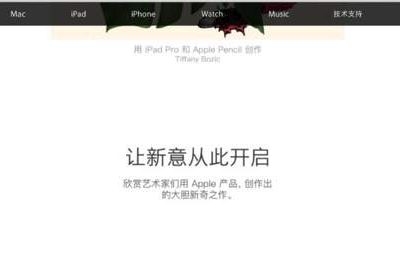 Mac iPad iPhone Watch Music 技术支持
用 iPad Pro 和 Apple Pencil 创作
Tiffany Bozic
让新意从此开启
欣赏艺术家们用 Apple 产品，创作出
的大胆新奇之作。